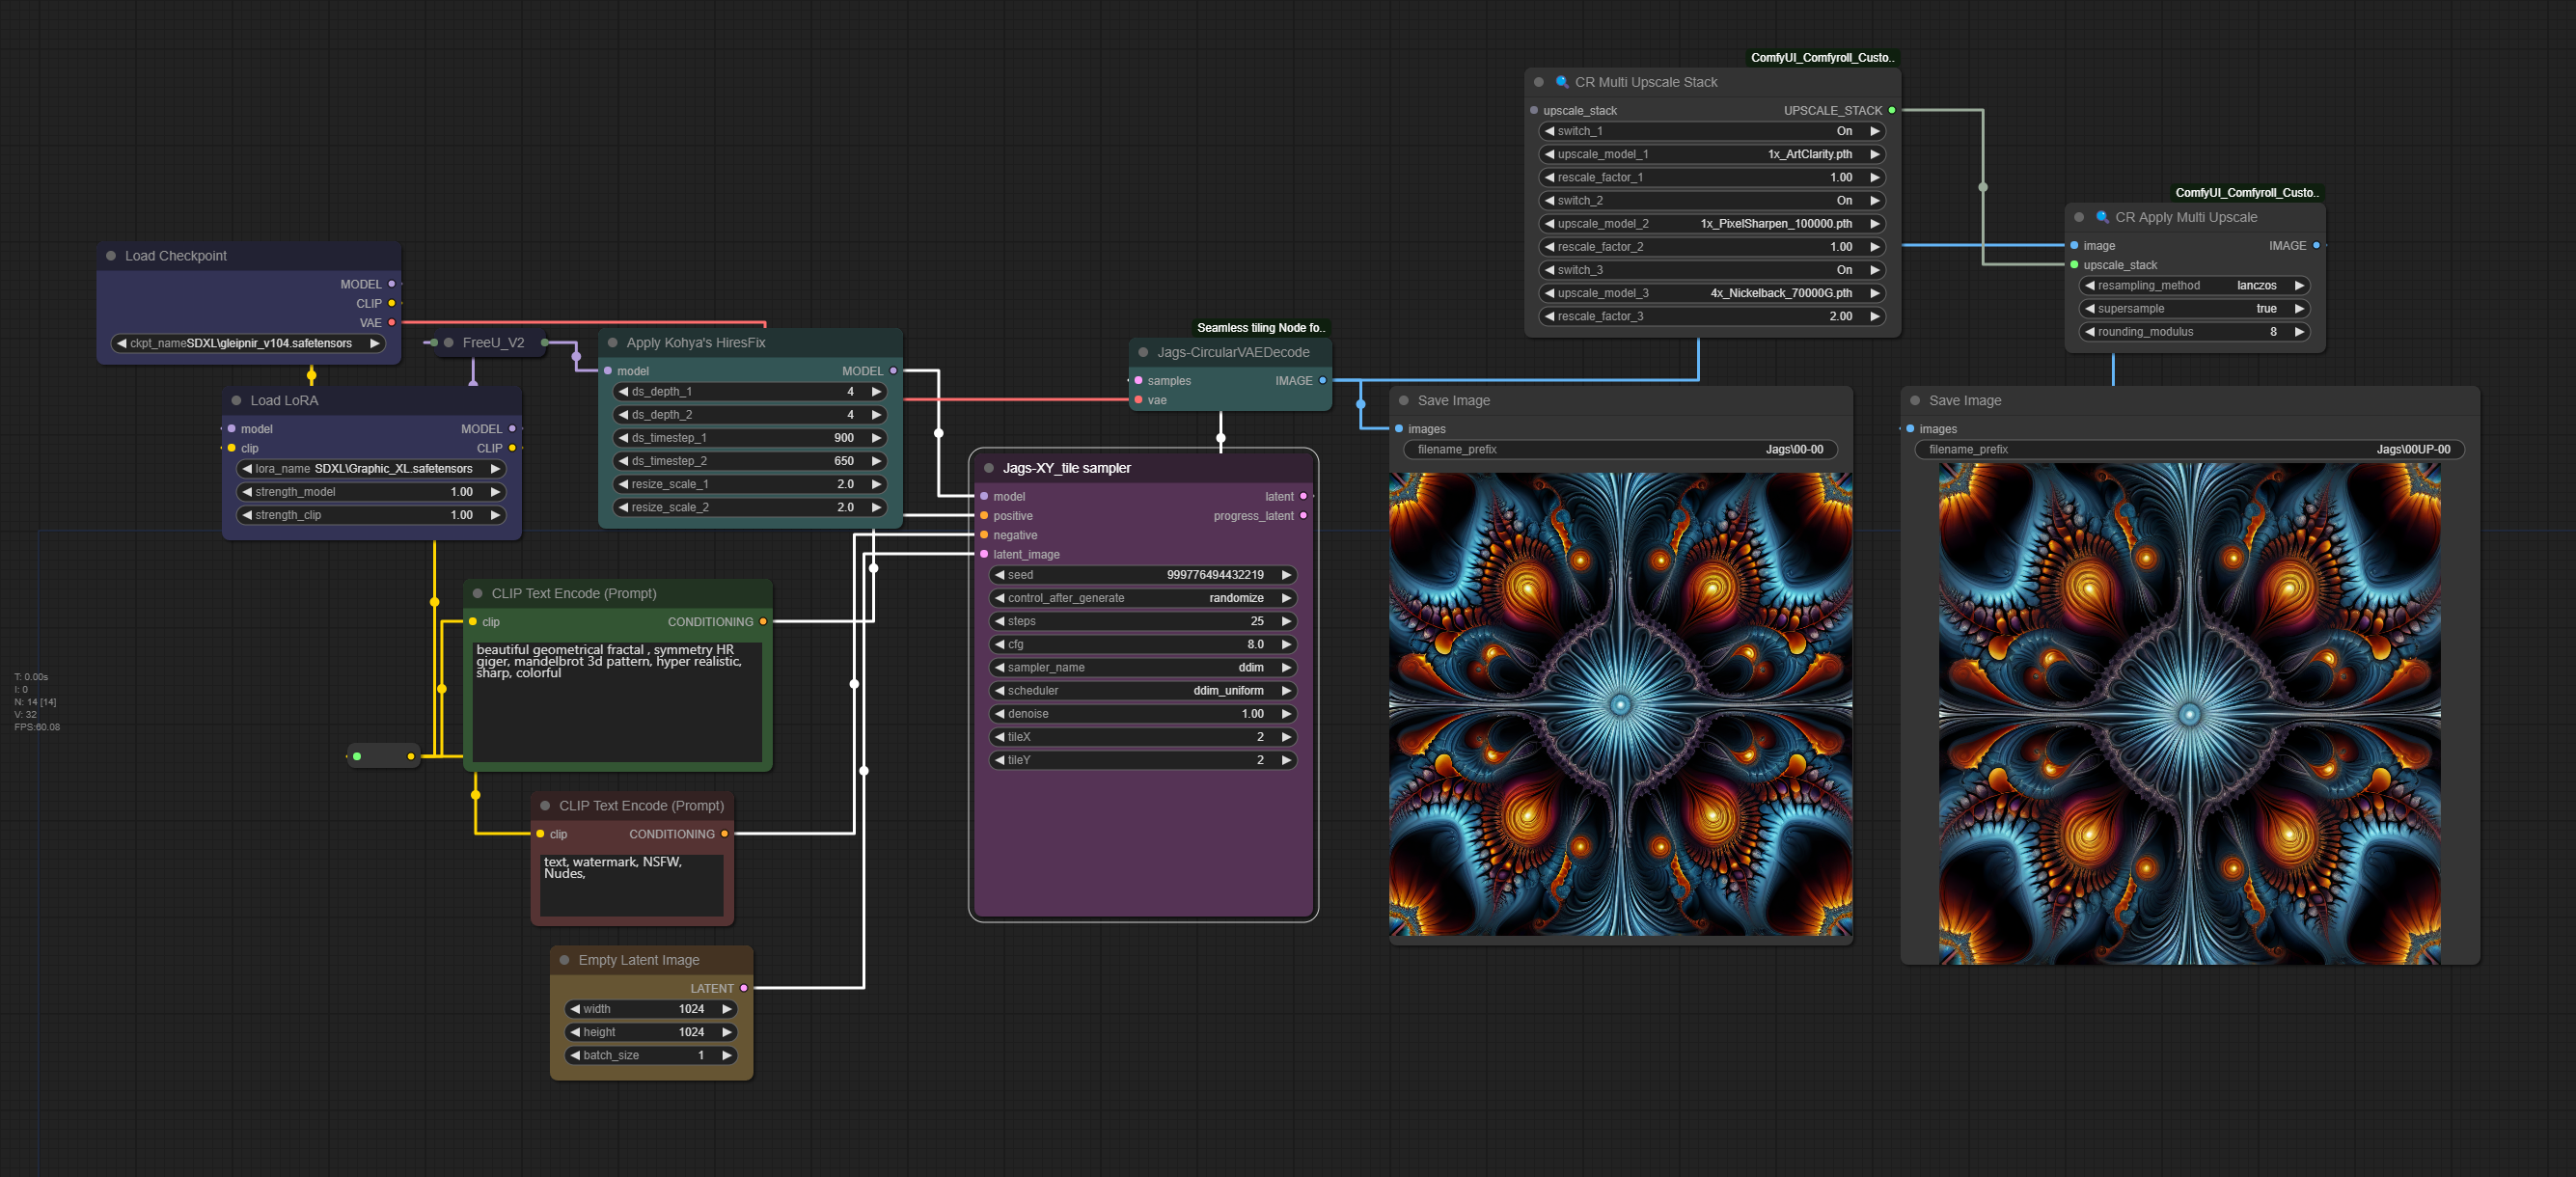 Load Checkpoint
MODEL
CLIP
VAE
ckpt_name SDXL\gleipnir_v104.safetensors
FreeU_V2
Load LoRA
model MODEL
clip CLIP
lora_name SDXL\Graphic_XL.safetensors
strength_model 1.00
strength_clip 1.00
Apply Kohya's HiresFix
model MODEL
ds_depth_1 4
ds_depth_2 4
ds_timestep_1 900
ds_timestep_2 650
resize_scale_1 2.0
resize_scale_2 2.0
CLIP Text Encode (Prompt)
clip CONDITIONING
beautiful geometrical fractal , symmetry HR
giger, mandelbrot 3d pattern, hyper realistic,
sharp, colorful
T: 0.00s
I: 0
N: 14 [14]
V: 32
FPS:60.08
CLIP Text Encode (Prompt)
clip CONDITIONING
text, watermark, NSFW,
Nudes,
Empty Latent Image
LATENT
width 1024
height 1024
batch_size 1
Seamless tiling Node fo..
Jags-CircularVAEDecode
samples IMAGE
vae
Jags-XY_tile sampler
model latent
positive progress_latent
negative
latent_image
seed 999776494432219
control_after_generate randomize
steps 25
cfg 8.0
sampler_name ddim
scheduler ddim_uniform
denoise 1.00
tileX 2
tileY 2
ComfyUI_Comfyroll_Custo..
CR Multi Upscale Stack
upscale_stack UPSCALE_STACK
switch_1 On
upscale_model_1 1x_ArtClarity.pth
rescale_factor_1 1.00
switch_2 On
upscale_model_2 1x_PixelSharpen_100000.pth
rescale_factor_2 1.00
switch_3 On
upscale_model_3 4x_Nickelback_70000G.pth
rescale_factor_3 2.00
ComfyUI_Comfyroll_Custo..
CR Apply Multi Upscale
image IMAGE
upscale_stack
resampling_method lanczos
supersample true
rounding_modulus 8
Save Image
images
filename_prefix Jags\00-00
Save Image
images
filename_prefix Jags\00UP-00